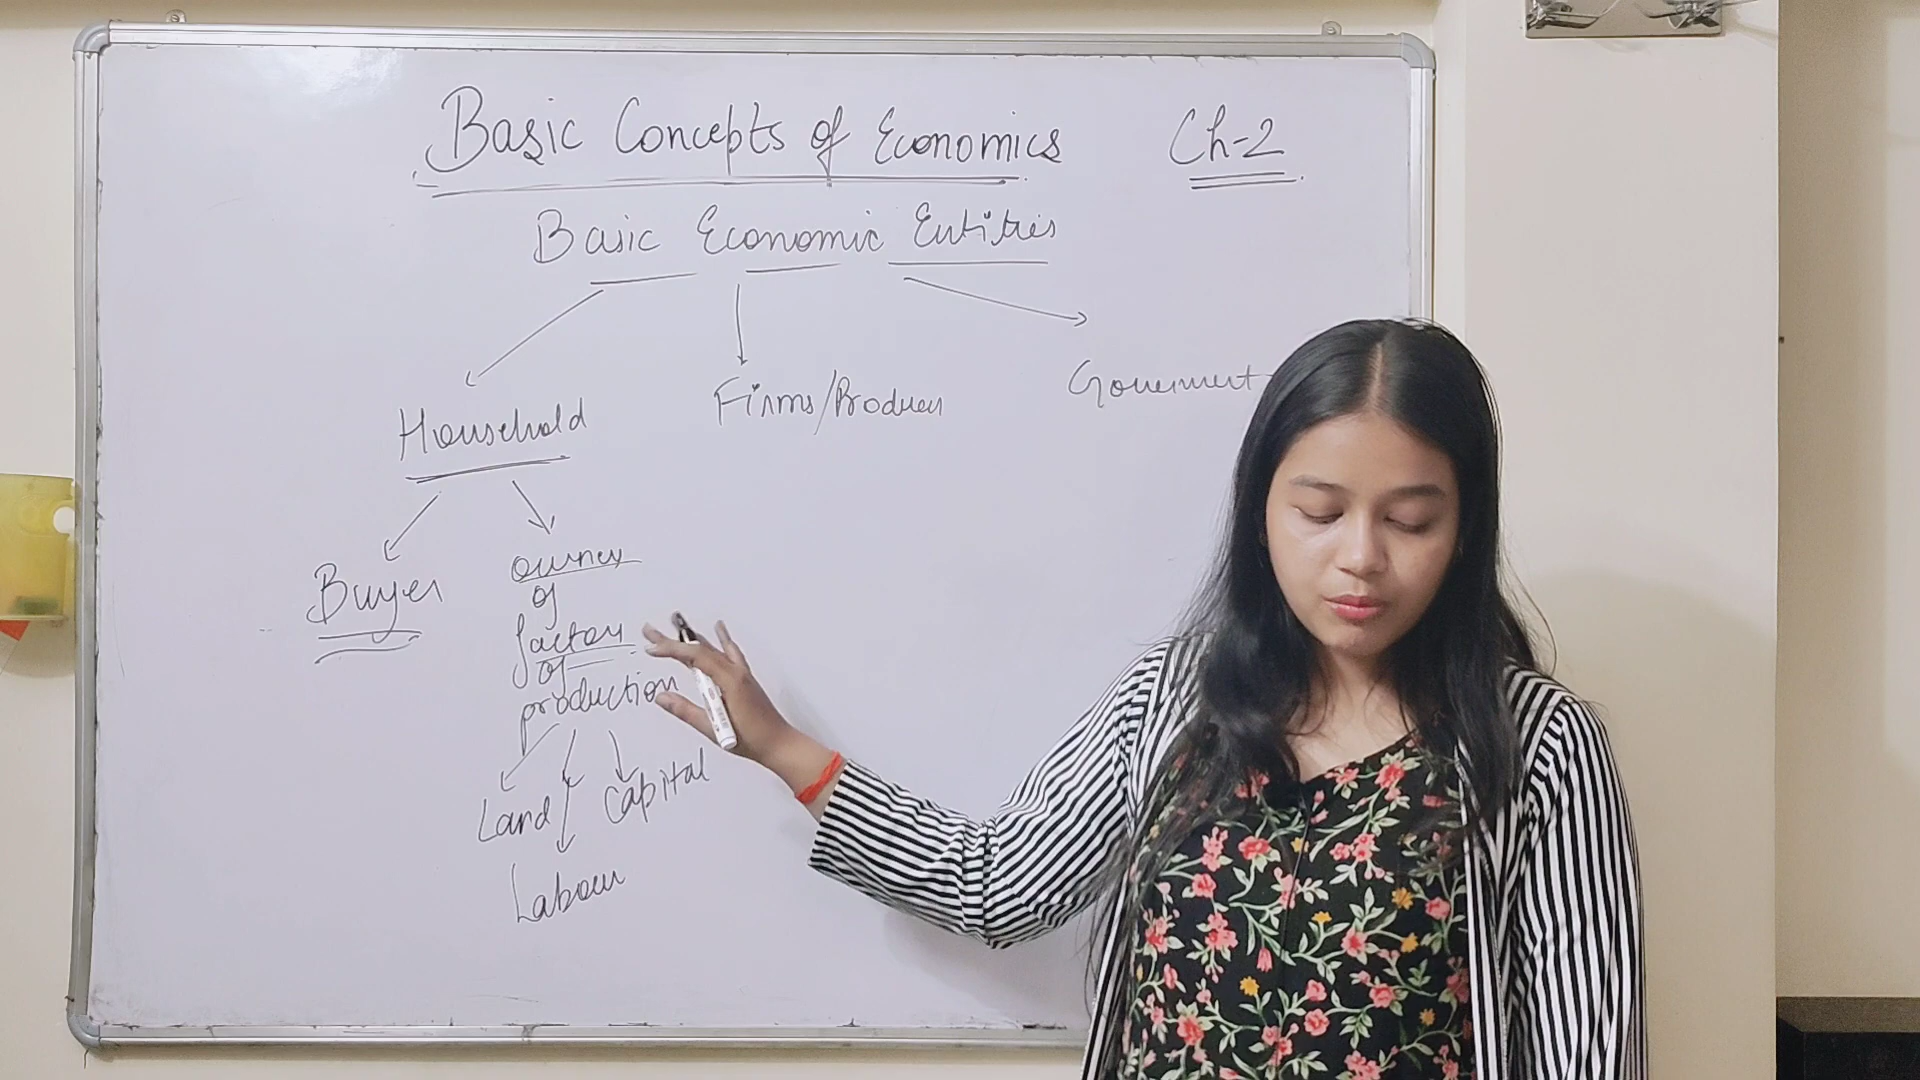 Basic Concepts of Economics Ch-2
Basic Economic Entities
Household Firms/Producer Government
Buyer
owner
of
factor
of
production
Land Capital
Labour